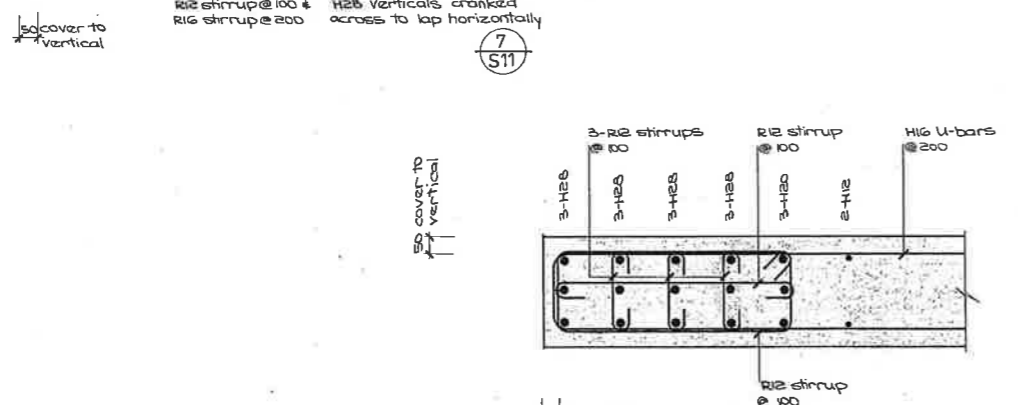 R12 stirrup @ 100 &
R16 stirrup @ 200
H28 verticals cranked
across to lap horizontally
50 cover to
vertical
7
S11
3-R12 stirrups
@ 100
R12 stirrup
@ 100
H16 U-bars
@ 200
50 cover to
vertical
3-H28
3-H28
3-H28
3-H28
3-H20
2-H12
R12 stirrup
@ 100